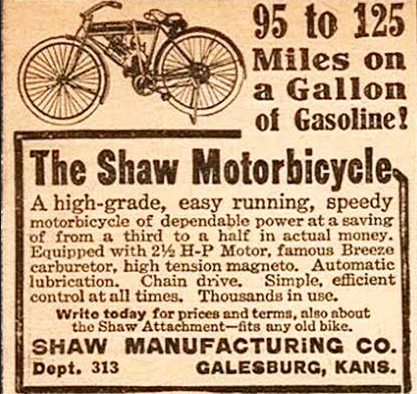 95 to 125
Miles on
a Gallon
of Gasoline!
The Shaw Motorbicycle
A high-grade, easy running, speedy
motorbicycle of dependable power at a saving
of from a third to a half in actual money.
Equipped with 2½ H-P Motor, famous Breeze
carburetor, high tension magneto. Automatic
lubrication. Chain drive. Simple, efficient
control at all times. Thousands in use.
Write today for prices and terms, also about
the Shaw Attachment—fits any old bike.
SHAW MANUFACTURING CO.
Dept. 313 GALESBURG, KANS.